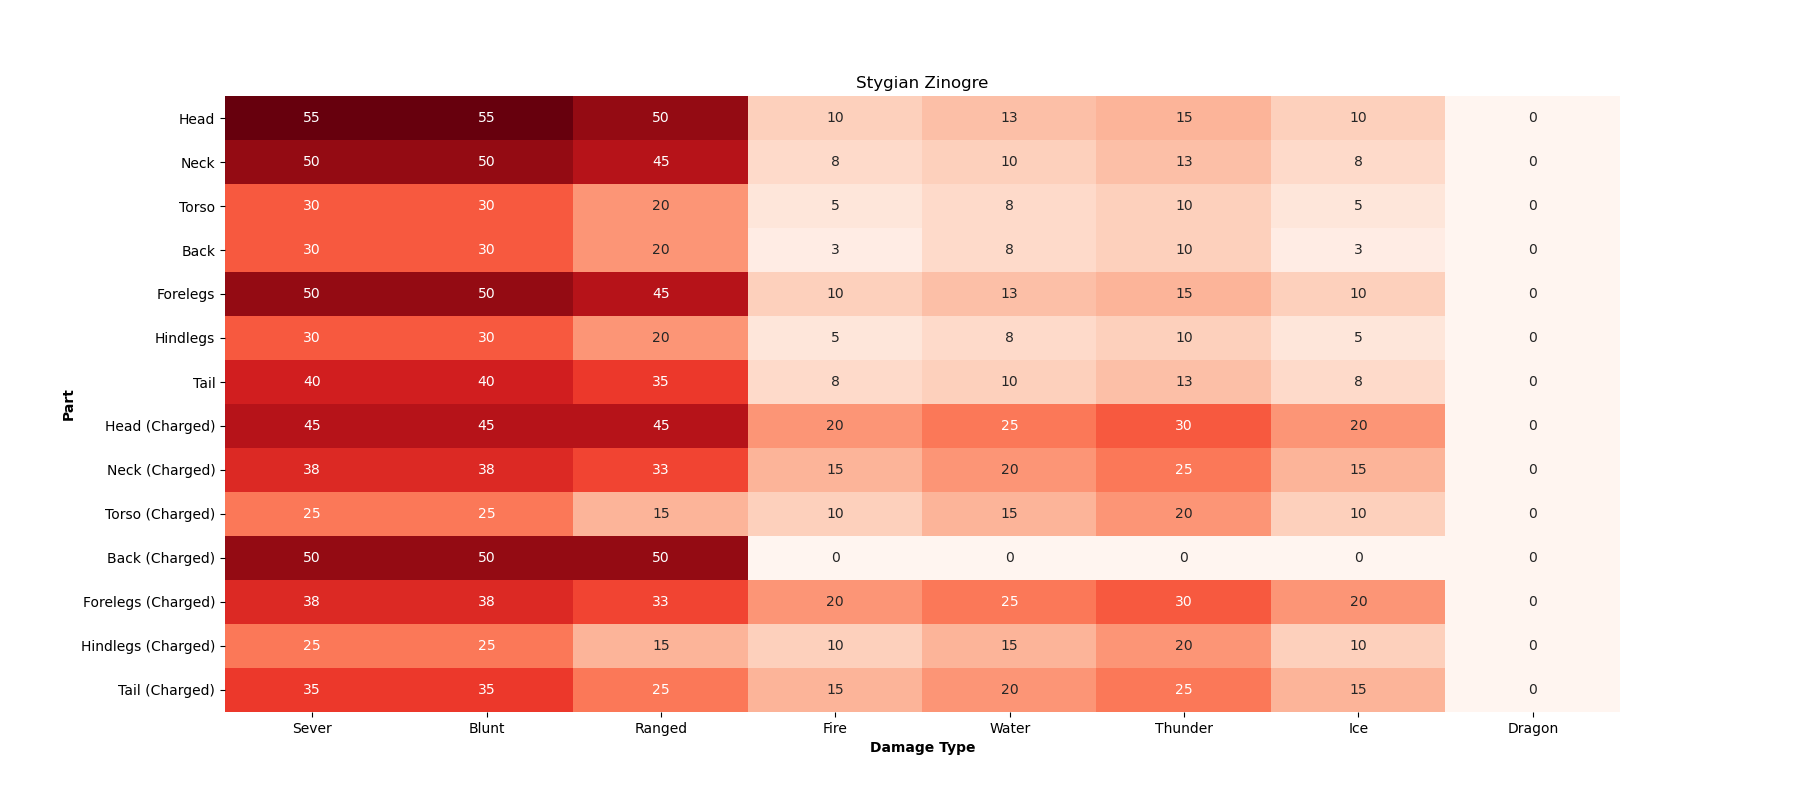 Stygian Zinogre
Head 55 55 50 10 13 15 10 0
Neck 50 50 45 8 10 13 8 0
Torso 30 30 20 5 8 10 5 0
Back 30 30 20 3 8 10 3 0
Forelegs 50 50 45 10 13 15 10 0
Hindlegs 30 30 20 5 8 10 5 0
Tail 40 40 35 8 10 13 8 0
Part
Head (Charged) 45 45 45 20 25 30 20 0
Neck (Charged) 38 38 33 15 20 25 15 0
Torso (Charged) 25 25 15 10 15 20 10 0
Back (Charged) 50 50 50 0 0 0 0 0
Forelegs (Charged) 38 38 33 20 25 30 20 0
Hindlegs (Charged) 25 25 15 10 15 20 10 0
Tail (Charged) 35 35 25 15 20 25 15 0
Sever Blunt Ranged Fire Water Thunder Ice Dragon
Damage Type